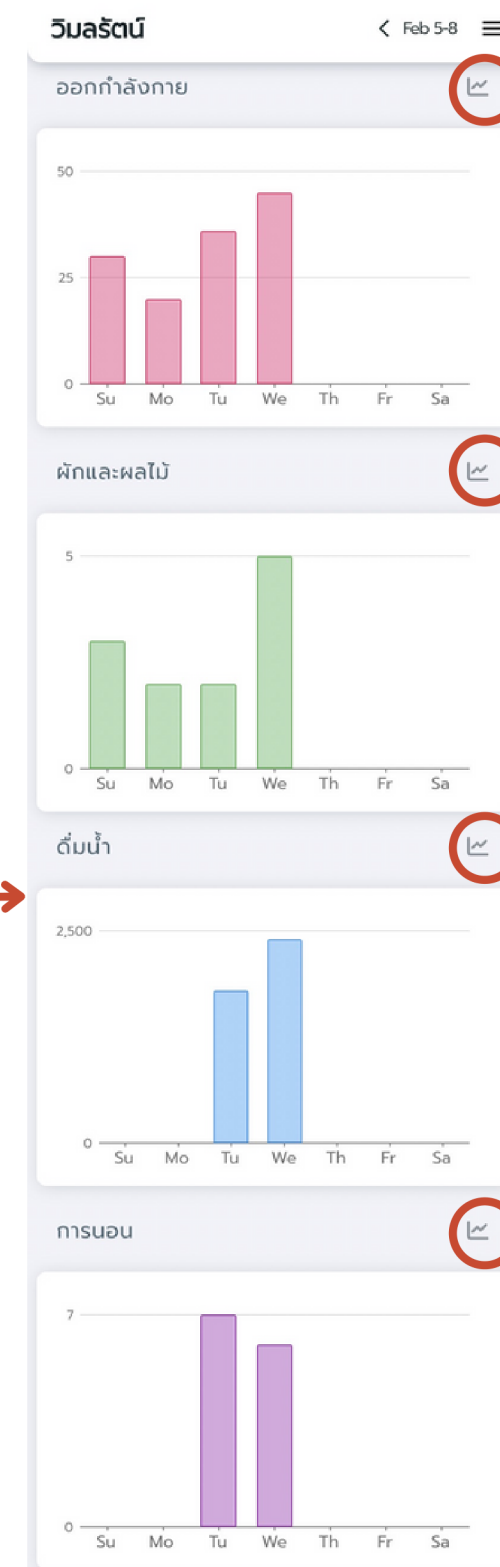 วิมลรัตน์ Feb 5-8
ออกกำลังกาย
50
25
0
Su Mo Tu We Th Fr Sa
ผักและผลไม้
5
0
Su Mo Tu We Th Fr Sa
ดื่มน้ำ
2,500
0
Su Mo Tu We Th Fr Sa
การนอน
7
0
Su Mo Tu We Th Fr Sa